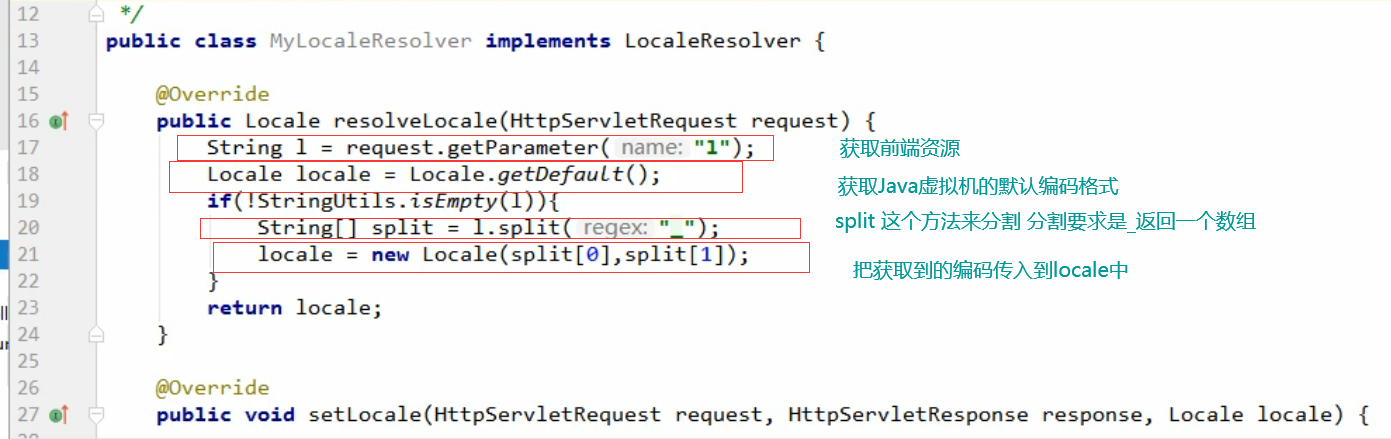 12 */
13 public class MyLocaleResolver implements LocaleResolver {
14
15 @Override
16 public Locale resolveLocale(HttpServletRequest request) {
17 String l = request.getParameter( name: "l"); 获取前端资源
18 Locale locale = Locale.getDefault(); 获取Java虚拟机的默认编码格式
19 if(!StringUtils.isEmpty(l)){
20 String[] split = l.split( regex: "_"); split 这个方法来分割 分割要求是_返回一个数组
21 locale = new Locale(split[0],split[1]); 把获取到的编码传入到locale中
22 }
23 return locale;
24 }
25
26 @Override
27 public void setLocale(HttpServletRequest request, HttpServletResponse response, Locale locale) {